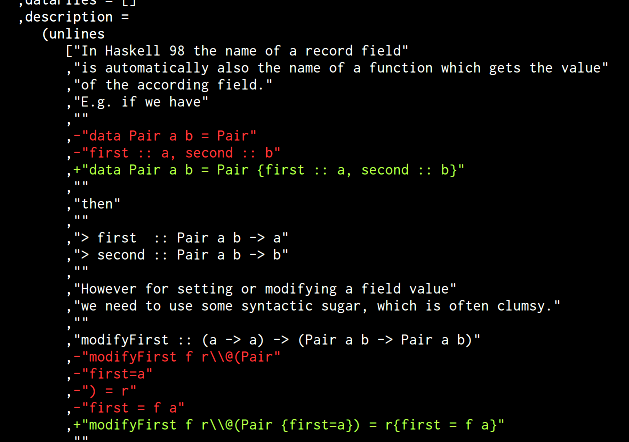 ,datafiles = []
,description =
(unlines
["In Haskell 98 the name of a record field"
,"is automatically also the name of a function which gets the value"
,"of the according field."
,"E.g. if we have"
,""
,-"data Pair a b = Pair"
,-"first :: a, second :: b"
,+"data Pair a b = Pair {first :: a, second :: b}"
,""
,"then"
,""
,"> first  :: Pair a b -> a"
,"> second :: Pair a b -> b"
,""
,"However for setting or modifying a field value"
,"we need to use some syntactic sugar, which is often clumsy."
,""
,"modifyFirst :: (a -> a) -> (Pair a b -> Pair a b)"
,-"modifyFirst f r\\@(Pair"
,-"first=a"
,-") = r"
,-"first = f a"
,+"modifyFirst f r\\@(Pair {first=a}) = r{first = f a}"
,""